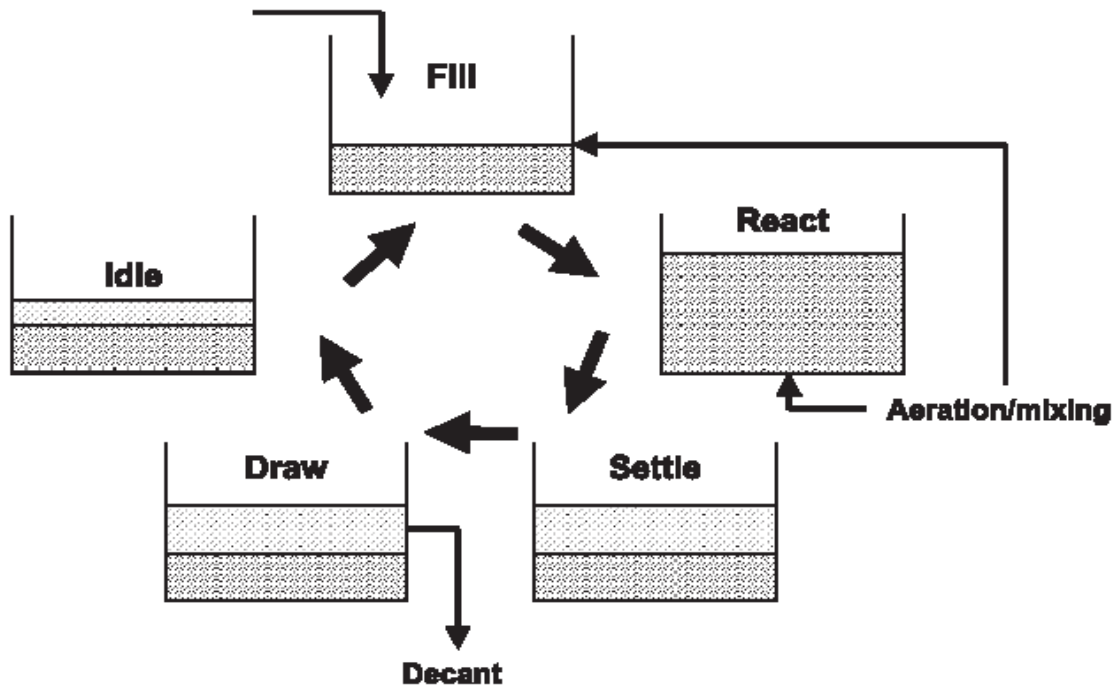 Fill
React
Idle
Aeration/mixing
Draw
Settle
Decant